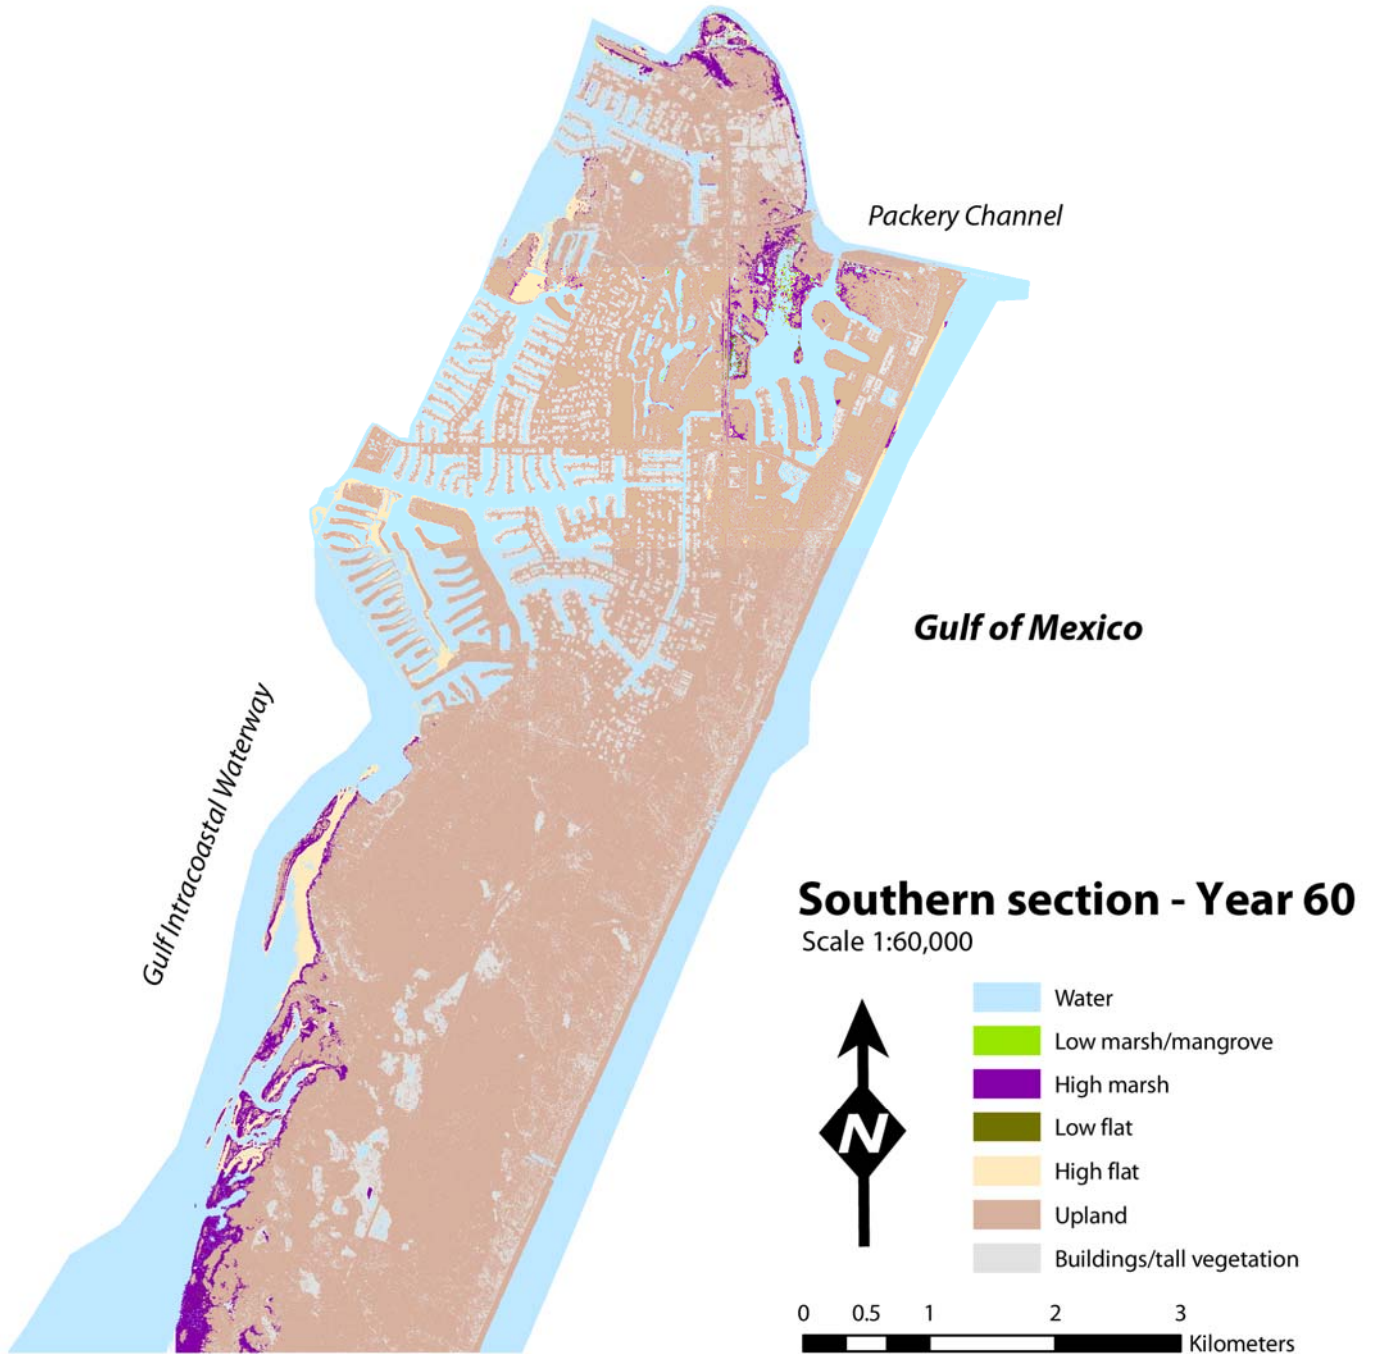 Packery Channel
Gulf of Mexico
Gulf Intracoastal Waterway
Southern section - Year 60
Scale 1:60,000
N
Water
Low marsh/mangrove
High marsh
Low flat
High flat
Upland
Buildings/tall vegetation
0 0.5 1 2 3
Kilometers